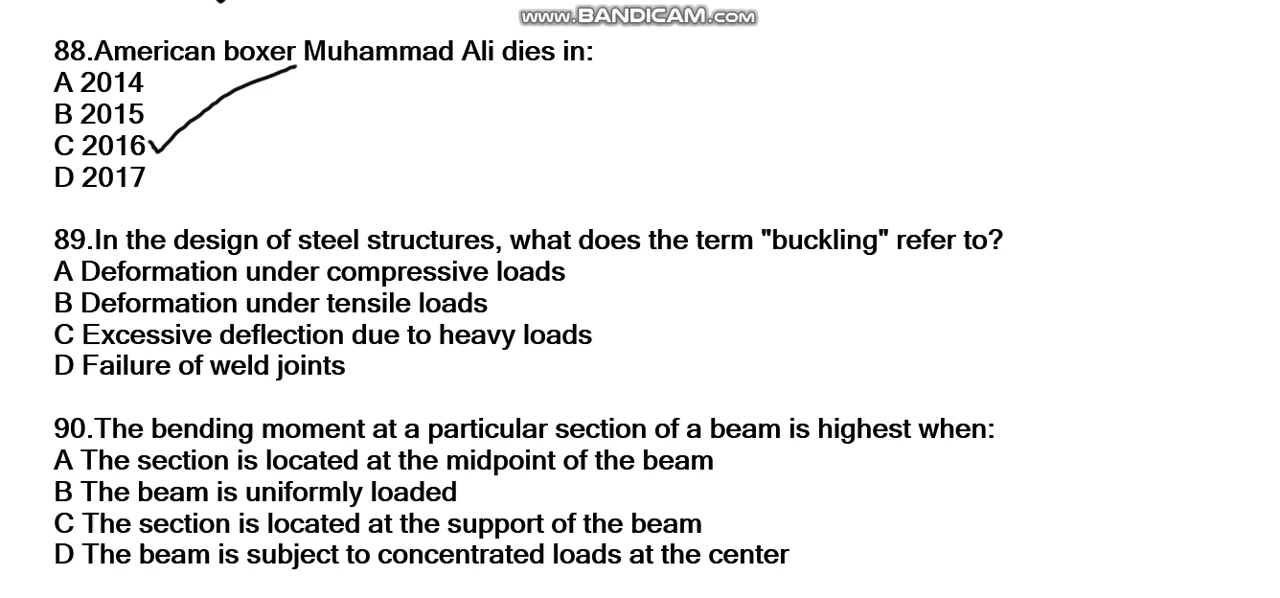 www.BANDICAM.com
88.American boxer Muhammad Ali dies in:
A 2014
B 2015
C 2016
D 2017
89.In the design of steel structures, what does the term "buckling" refer to?
A Deformation under compressive loads
B Deformation under tensile loads
C Excessive deflection due to heavy loads
D Failure of weld joints
90.The bending moment at a particular section of a beam is highest when:
A The section is located at the midpoint of the beam
B The beam is uniformly loaded
C The section is located at the support of the beam
D The beam is subject to concentrated loads at the center